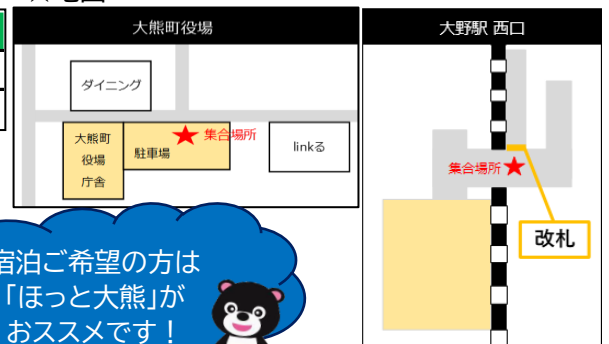 大熊町役場
ダイニング
大熊町
役場
庁舎
駐車場
集合場所
linkる
大野駅 西口
集合場所
改札
宿泊ご希望の方は
「ほっと大熊」が
おススメです！